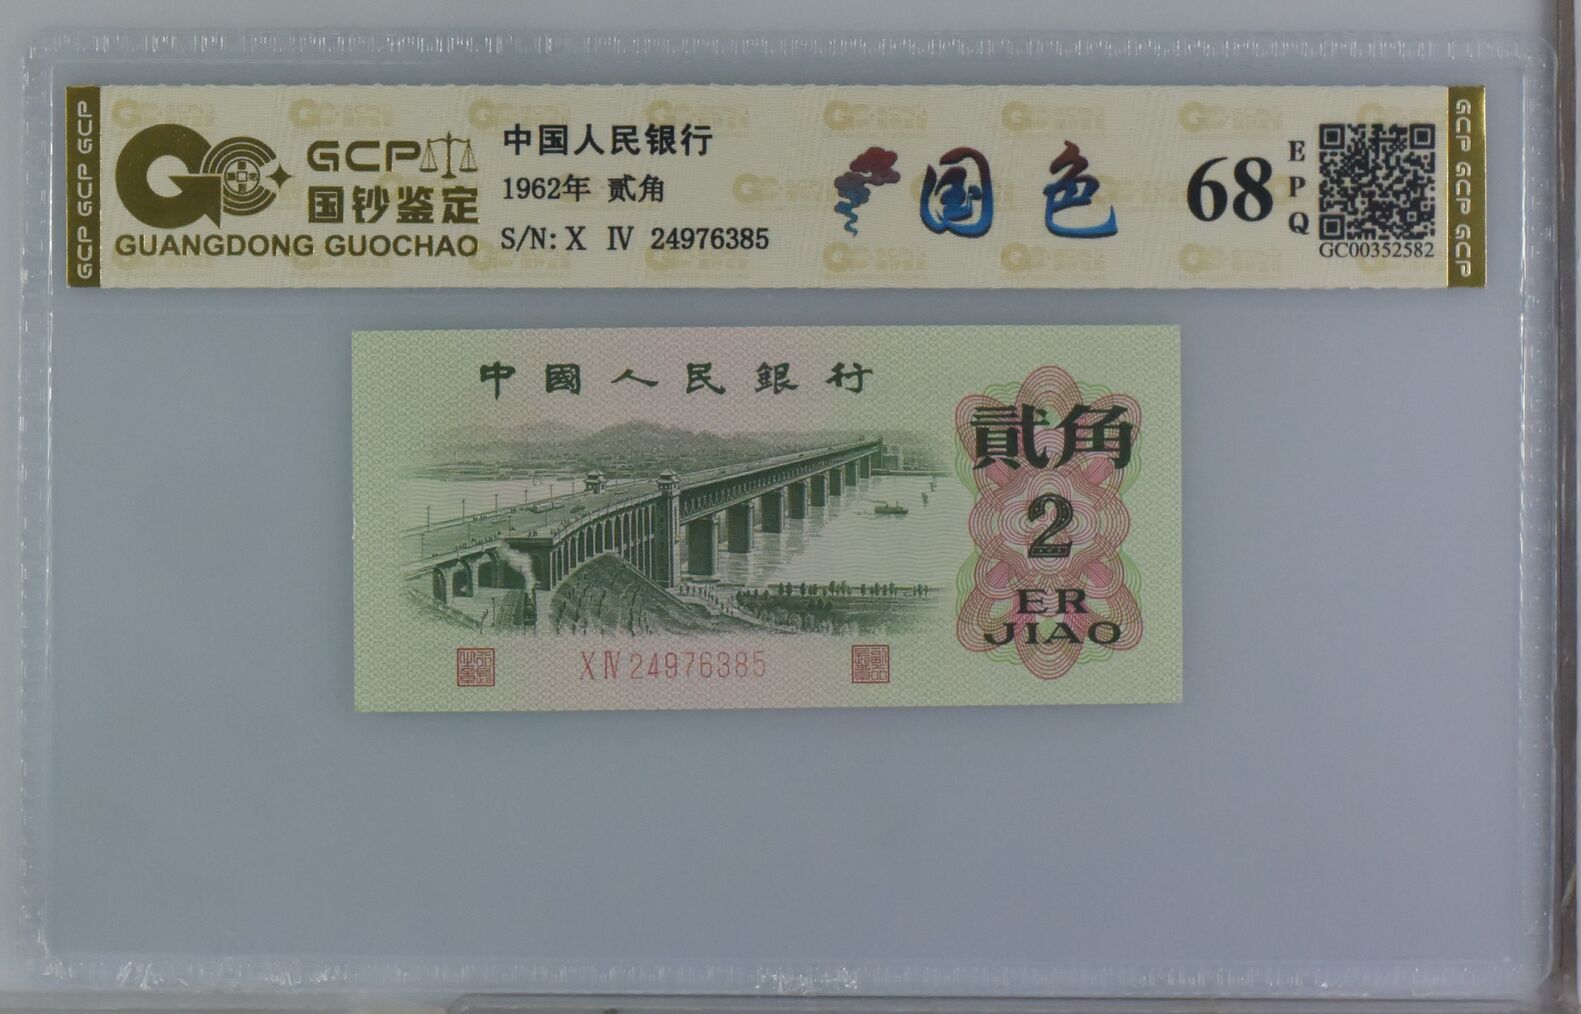 GCP GCP GCP
GCP
国钞鉴定
GUANGDONG GUOCHAO
中国人民银行
1962年 贰角
S/N: X Ⅳ 24976385
国色
68
EPQ
GC00352582
GCP GCP GCP
中國人民銀行
貳角
2
ER
JIAO
X Ⅳ 24976385